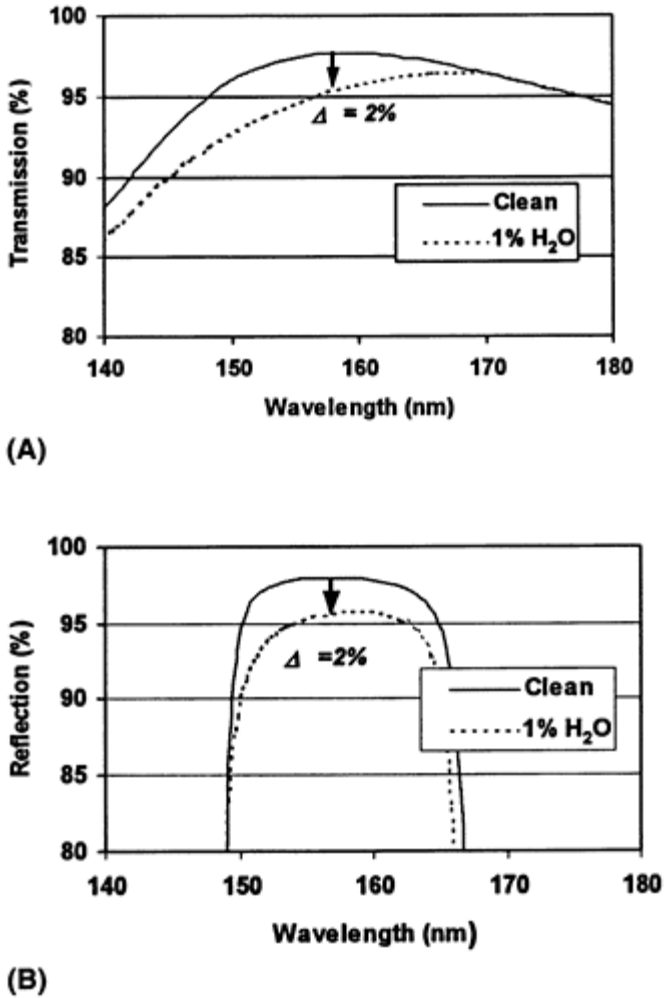 100
95
90
85
80
Transmission (%)
Δ = 2%
Clean
1% H2O
140 150 160 170 180
Wavelength (nm)
(A)
100
95
90
85
80
Reflection (%)
Δ =2%
Clean
1% H2O
140 150 160 170 180
Wavelength (nm)
(B)